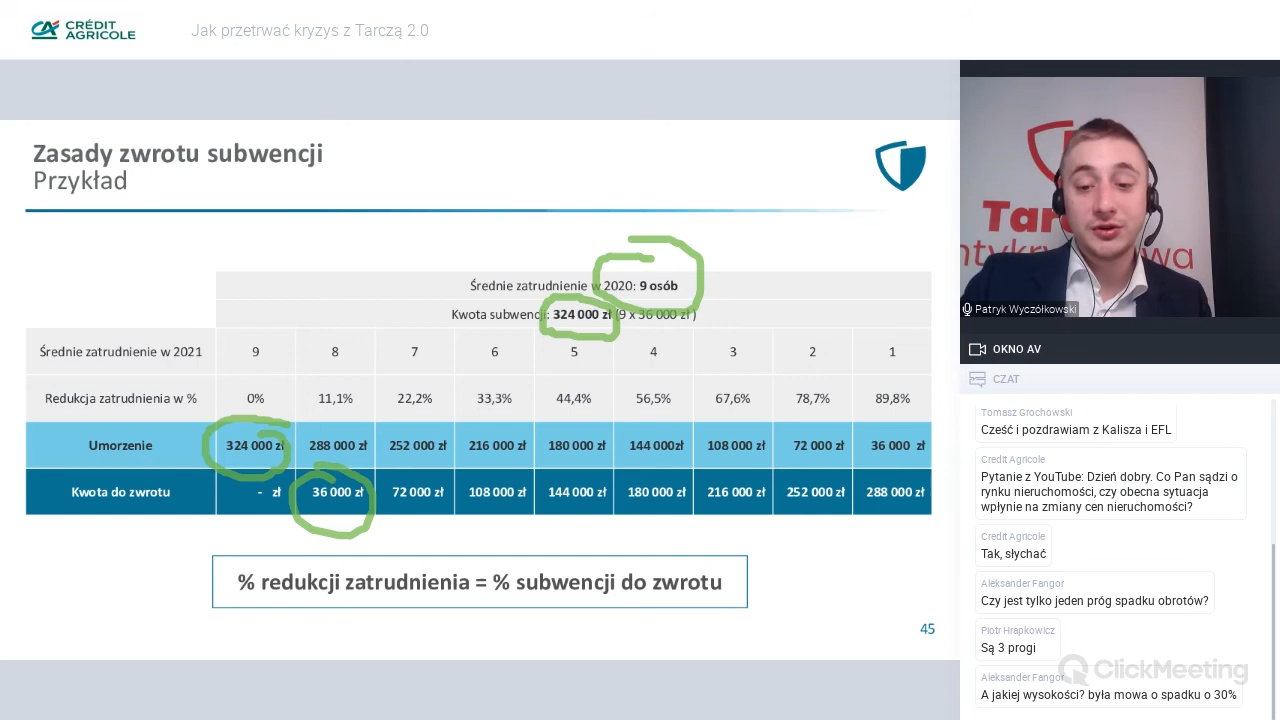 CRÉDIT
AGRICOLE
Jak przetrwać kryzys z Tarczą 2.0
Zasady zwrotu subwencji
Przykład
Średnie zatrudnienie w 2020: 9 osób
Kwota subwencji: 324 000 zł (9 x 36 000 zł )
Średnie zatrudnienie w 2021 9 8 7 6 5 4 3 2 1
Redukcja zatrudnienia w % 0% 11,1% 22,2% 33,3% 44,4% 56,5% 67,6% 78,7% 89,8%
Umorzenie 324 000 zł 288 000 zł 252 000 zł 216 000 zł 180 000 zł 144 000zł 108 000 zł 72 000 zł 36 000 zł
Kwota do zwrotu - zł 36 000 zł 72 000 zł 108 000 zł 144 000 zł 180 000 zł 216 000 zł 252 000 zł 288 000 zł
% redukcji zatrudnienia = % subwencji do zwrotu
45
Patryk Wyczółkowski
OKNO AV
CZAT
Tomasz Grochowski
Cześć i pozdrawiam z Kalisza i EFL
Credit Agricole
Pytanie z YouTube: Dzień dobry. Co Pan sądzi o
rynku nieruchomości, czy obecna sytuacja
wpłynie na zmiany cen nieruchomości?
Credit Agricole
Tak, słychać
Aleksander Fangor
Czy jest tylko jeden próg spadku obrotów?
Piotr Hrapkowicz
Są 3 progi
ClickMeeting
Aleksander Fangor
A jakiej wysokości? była mowa o spadku o 30%